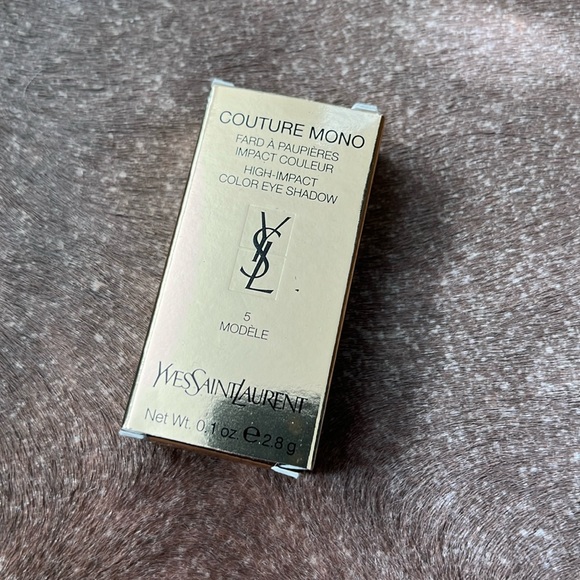 COUTURE MONO
FARD À PAUPIÈRES
IMPACT COULEUR
HIGH-IMPACT
COLOR EYE SHADOW
YSL
5
MODÈLE
YVESSAINTLAURENT
Net Wt. 0.1 oz ℮ 2.8 g